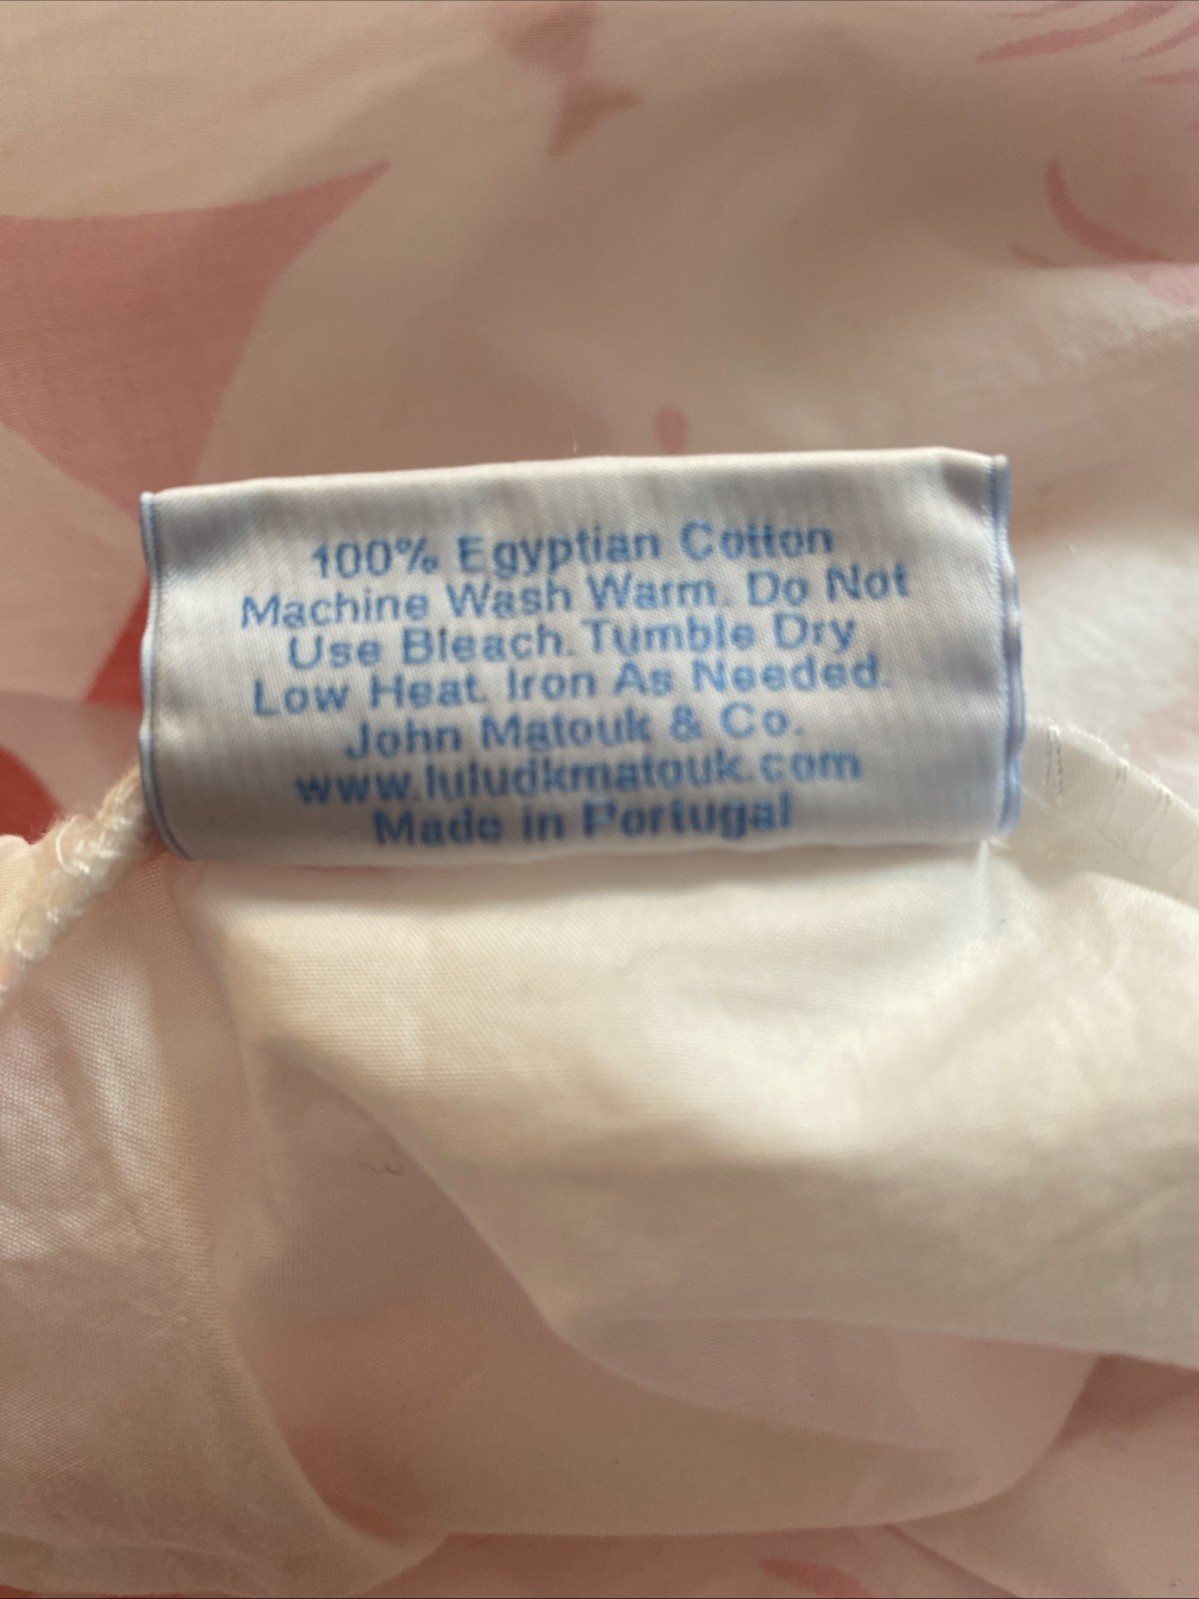 100% Egyptian Cotton
Machine Wash Warm. Do Not
Use Bleach. Tumble Dry
Low Heat. Iron As Needed.
John Matouk & Co.
www.luludkmatouk.com
Made in Portugal